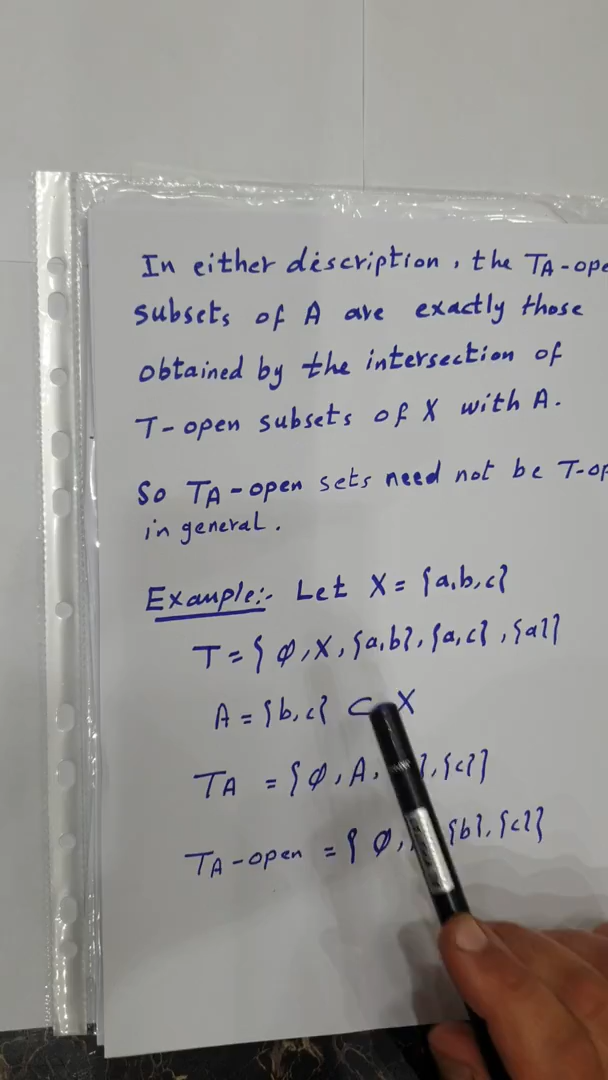 In either description, the TA-ope
subsets of A are exactly those
obtained by the intersection of
T-open subsets of X with A.
So TA-open sets need not be T-op
in general.
Example:- Let X = {a,b,c}
T = { ∅, X, {a,b}, {a,c}, {a}}
A = {b,c} ⊂ X
TA = {∅, A, }, {c}}
TA-open = { ∅, , {b}, {c}}